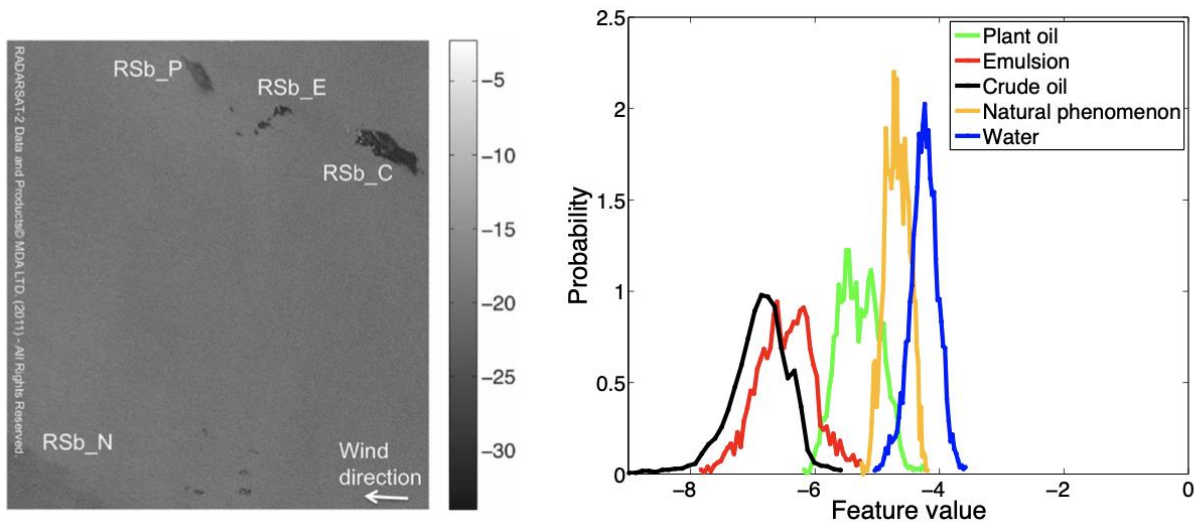 RADARSAT-2 Data and Products© MDA LTD. (2011) - All Rights Reserved.
RSb_P
RSb_E
RSb_C
RSb_N
Wind
direction
−5
−10
−15
−20
−25
−30
Probability
2.5
2
1.5
1
0.5
0
−8
−6
−4
−2
0
Feature value
Plant oil
Emulsion
Crude oil
Natural phenomenon
Water